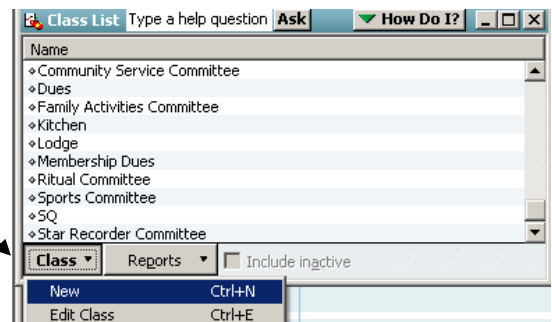 Class List Type a help question Ask How Do I?
Name
Community Service Committee
Dues
Family Activities Committee
Kitchen
Lodge
Membership Dues
Ritual Committee
Sports Committee
SQ
Star Recorder Committee
Class Reports Include inactive
New Ctrl+N
Edit Class Ctrl+E